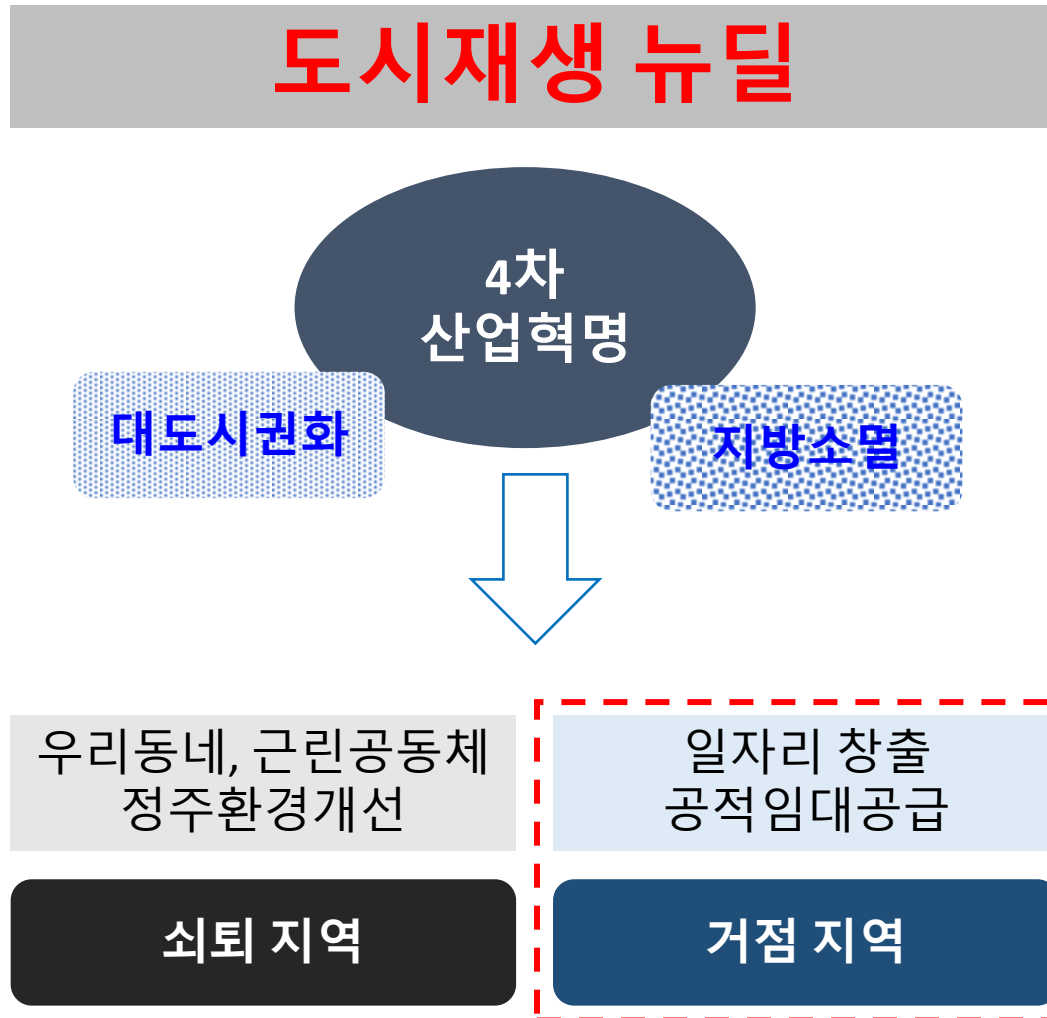 도시재생 뉴딜
4차
산업혁명
대도시권화
지방소멸
우리동네, 근린공동체
정주환경개선
일자리 창출
공적임대공급
쇠퇴 지역
거점 지역